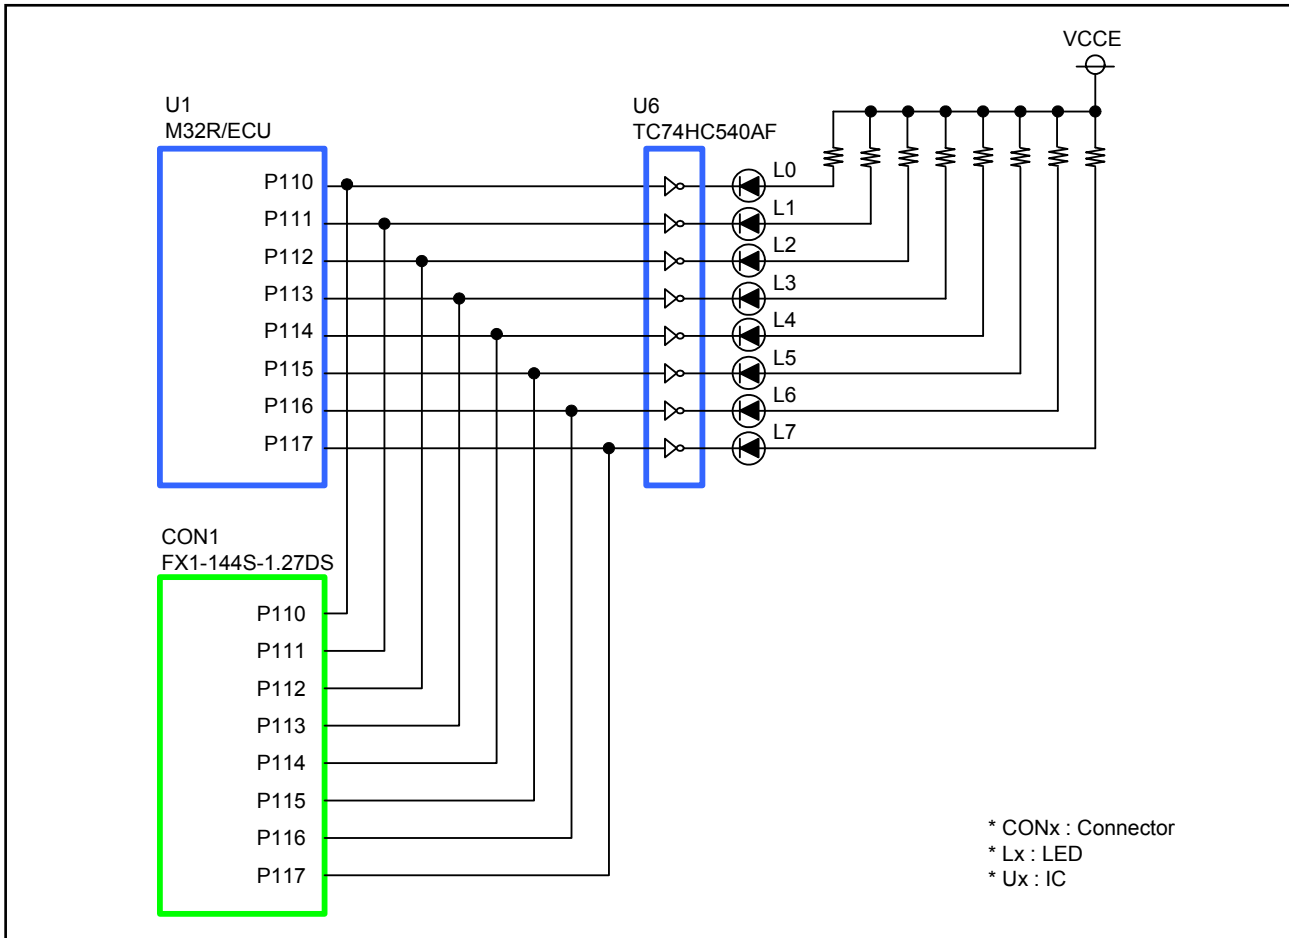 VCCE
U1
M32R/ECU
U6
TC74HC540AF
P110
P111
P112
P113
P114
P115
P116
P117
L0
L1
L2
L3
L4
L5
L6
L7
CON1
FX1-144S-1.27DS
P110
P111
P112
P113
P114
P115
P116
P117
* CONx : Connector
* Lx : LED
* Ux : IC